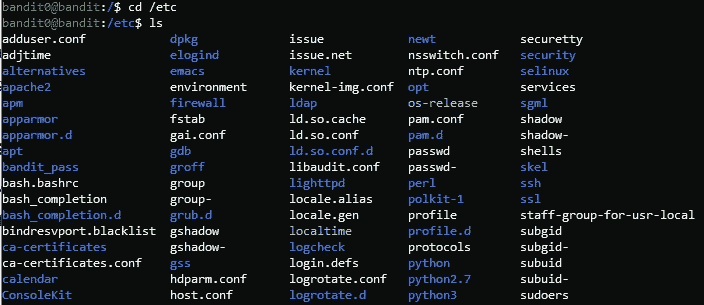 bandit0@bandit:/$ cd /etc
bandit0@bandit:/etc$ ls
adduser.conf dpkg issue newt securetty
adjtime elogind issue.net nsswitch.conf security
alternatives emacs kernel ntp.conf selinux
apache2 environment kernel-img.conf opt services
apm firewall ldap os-release sgml
apparmor fstab ld.so.cache pam.conf shadow
apparmor.d gai.conf ld.so.conf pam.d shadow-
apt gdb ld.so.conf.d passwd shells
bandit_pass groff libaudit.conf passwd- skel
bash.bashrc group lighttpd perl ssh
bash_completion group- locale.alias polkit-1 ssl
bash_completion.d grub.d locale.gen profile staff-group-for-usr-local
bindresvport.blacklist gshadow localtime profile.d subgid
ca-certificates gshadow- logcheck protocols subgid-
ca-certificates.conf gss login.defs python subuid
calendar hdparm.conf logrotate.conf python2.7 subuid-
ConsoleKit host.conf logrotate.d python3 sudoers